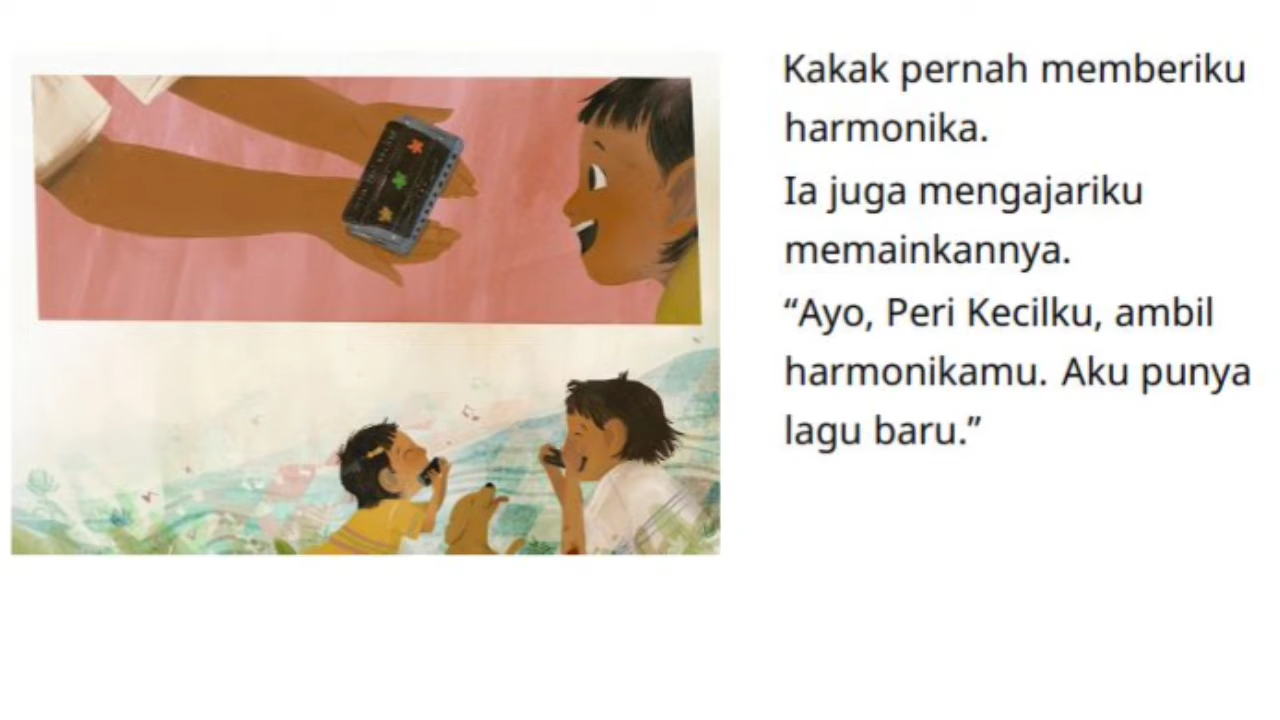 Kakak pernah memberiku
harmonika.
Ia juga mengajariku
memainkannya.
“Ayo, Peri Kecilku, ambil
harmonikamu. Aku punya
lagu baru.”